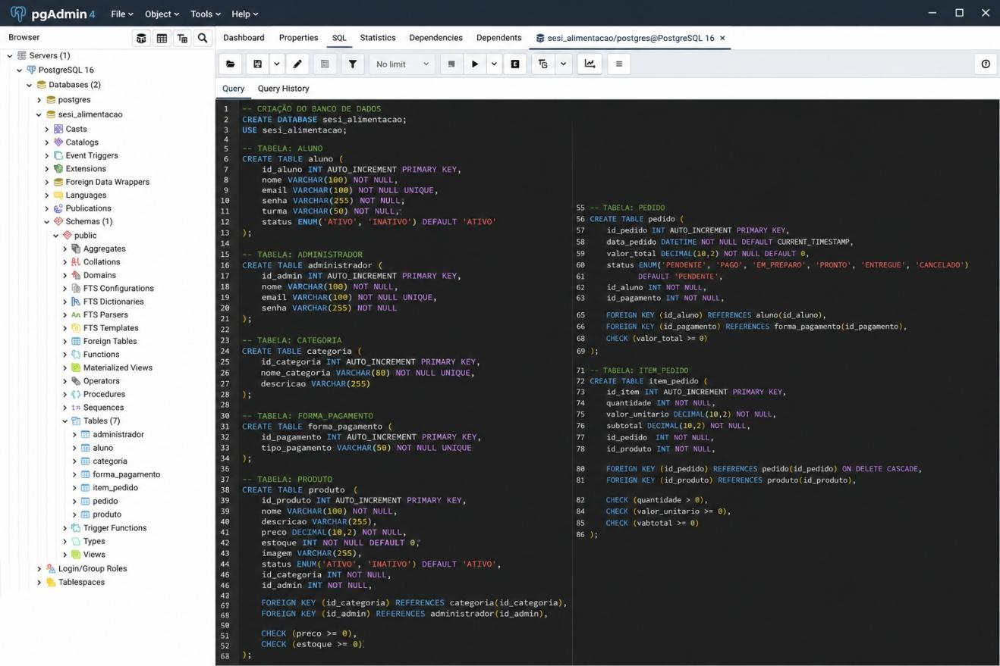 pgAdmin 4 File Object Tools Help
Browser
Dashboard Properties SQL Statistics Dependencies Dependents sesi_alimentacao/postgres@PostgreSQL 16 ×
No limit
Query Query History
Servers (1)
PostgreSQL 16
Databases (2)
postgres
sesi_alimentacao
Casts
Catalogs
Event Triggers
Extensions
Foreign Data Wrappers
Languages
Publications
Schemas (1)
public
Aggregates
Collations
Domains
FTS Configurations
FTS Dictionaries
FTS Parsers
FTS Templates
Foreign Tables
Functions
Materialized Views
Operators
Procedures
Sequences
Tables (7)
administrador
aluno
categoria
forma_pagamento
item_pedido
pedido
produto
Trigger Functions
Types
Views
Login/Group Roles
Tablespaces
1 -- CRIAÇÃO DO BANCO DE DADOS
2 CREATE DATABASE sesi_alimentacao;
3 USE sesi_alimentacao;
4
5 -- TABELA: ALUNO
6 CREATE TABLE aluno (
7 id_aluno INT AUTO_INCREMENT PRIMARY KEY,
8 nome VARCHAR(100) NOT NULL,
9 email VARCHAR(100) NOT NULL UNIQUE,
10 senha VARCHAR(255) NOT NULL;
11 turma VARCHAR(50) NOT NULL,
12 status ENUM('ATIVO', 'INATIVO') DEFAULT 'ATIVO'
13 );
14
15 -- TABELA: ADMINISTRADOR
16 CREATE TABLE administrador (
17 id_admin INT AUTO_INCREMENT PRIMARY KEY,
18 nome VARCHAR(100) NOT NULL,
19 email VARCHAR(100) NOT NULL UNIQUE,
20 senha VARCHAR(255) NOT NULL
21 );
22
23 -- TABELA: CATEGORIA
24 CREATE TABLE categoria (
25 id_categoria INT AUTO_INCREMENT PRIMARY KEY,
26 nome_categoria VARCHAR(80) NOT NULL UNIQUE,
27 descricao VARCHAR(255)
28 );
28
30 -- TABELA: FORMA_PAGAMENTO
31 CREATE TABLE forma_pagamento (
32 id_pagamento INT AUTO_INCREMENT PRIMARY KEY,
33 tipo_pagamento VARCHAR(50) NOT NULL UNIQUE
34 );
36
37 -- TABELA: PRODUTO
38 CREATE TABLE produto (
39 id_produto INT AUTO_INCREMENT PRIMARY KEY,
39 nome VARCHAR(100) NOT NULL,
40 descricao VARCHAR(255),
41 preco DECIMAL(10,2) NOT NULL,
42 estoque INT NOT NULL DEFAULT 0,
43 imagem VARCHAR(255),
44 status ENUM('ATIVO', 'INATIVO') DEFAULT 'ATIVO',
45 id_categoria INT NOT NULL,
46 id_admin INT NOT NULL,
FOREIGN KEY (id_categoria) REFERENCES categoria(id_categoria),
68 FOREIGN KEY (id_admin) REFERENCES administrador(id_admin),
50
51 CHECK (preco >= 0),
52 CHECK (estoque >= 0)
63 );
55 -- TABELA: PEDIDO
56 CREATE TABLE pedido (
57 id_pedido INT AUTO_INCREMENT PRIMARY KEY,
58 data_pedido DATETIME NOT NULL DEFAULT CURRENT_TIMESTAMP,
59 valor_total DECIMAL(10,2) NOT NULL DEFAULT 0,
60 status ENUM('PENDENTE', 'PAGO', 'EM_PREPARO', 'PRONTO', 'ENTREGUE', 'CANCELADO')
61 DEFAULT 'PENDENTE',
62 id_aluno INT NOT NULL,
63 id_pagamento INT NOT NULL,
65 FOREIGN KEY (id_aluno) REFERENCES aluno(id_aluno),
66 FOREIGN KEY (id_pagamento) REFERENCES forma_pagamento(id_pagamento),
68 CHECK (valor_total >= 0)
69 );
71 -- TABELA: ITEM_PEDIDO
72 CREATE TABLE item_pedido (
73 id_item INT AUTO_INCREMENT PRIMARY KEY,
74 quantidade INT NOT NULL,
75 valor_unitario DECIMAL(10,2) NOT NULL,
76 subtotal DECIMAL(10,2) NOT NULL,
77 id_pedido INT NOT NULL,
78 id_produto INT NOT NULL,
80 FOREIGN KEY (id_pedido) REFERENCES pedido(id_pedido) ON DELETE CASCADE,
81 FOREIGN KEY (id_produto) REFERENCES produto(id_produto),
82 CHECK (quantidade > 0),
84 CHECK (valor_unitario >= 0),
85 CHECK (vabtotal >= 0)
86 );